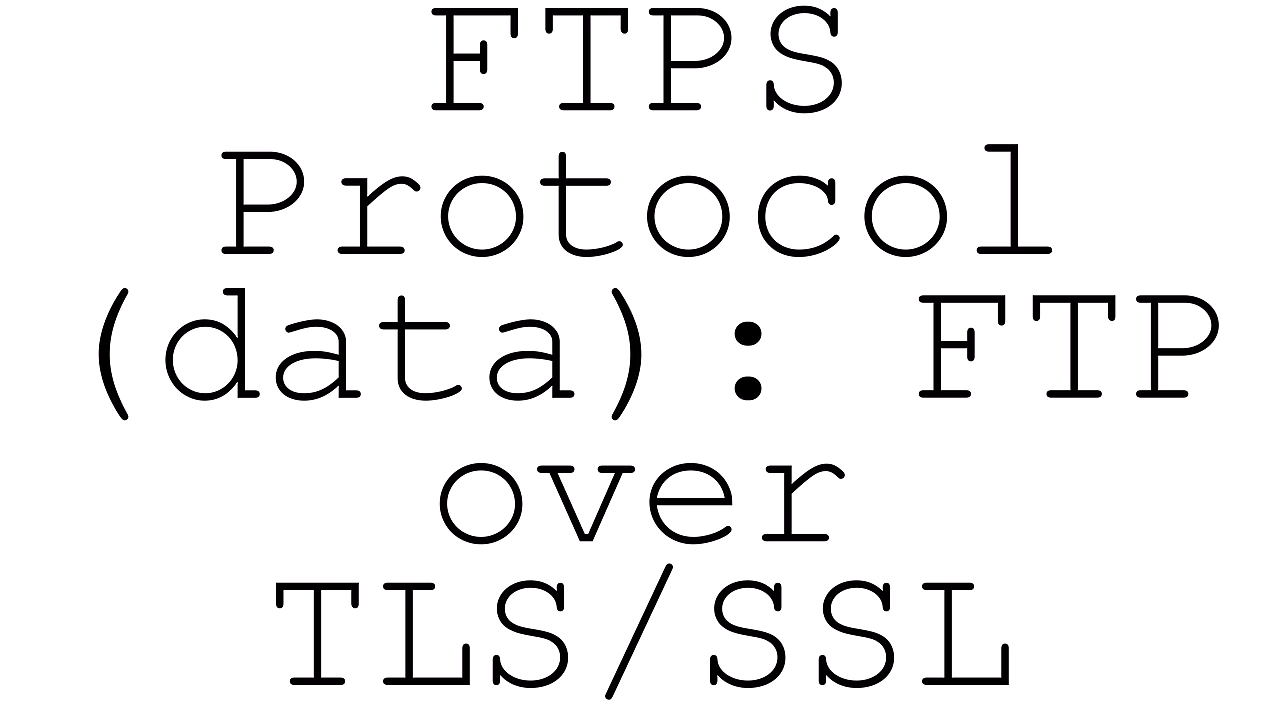 FTPS
Protocol
(data): FTP
over
TLS/SSL